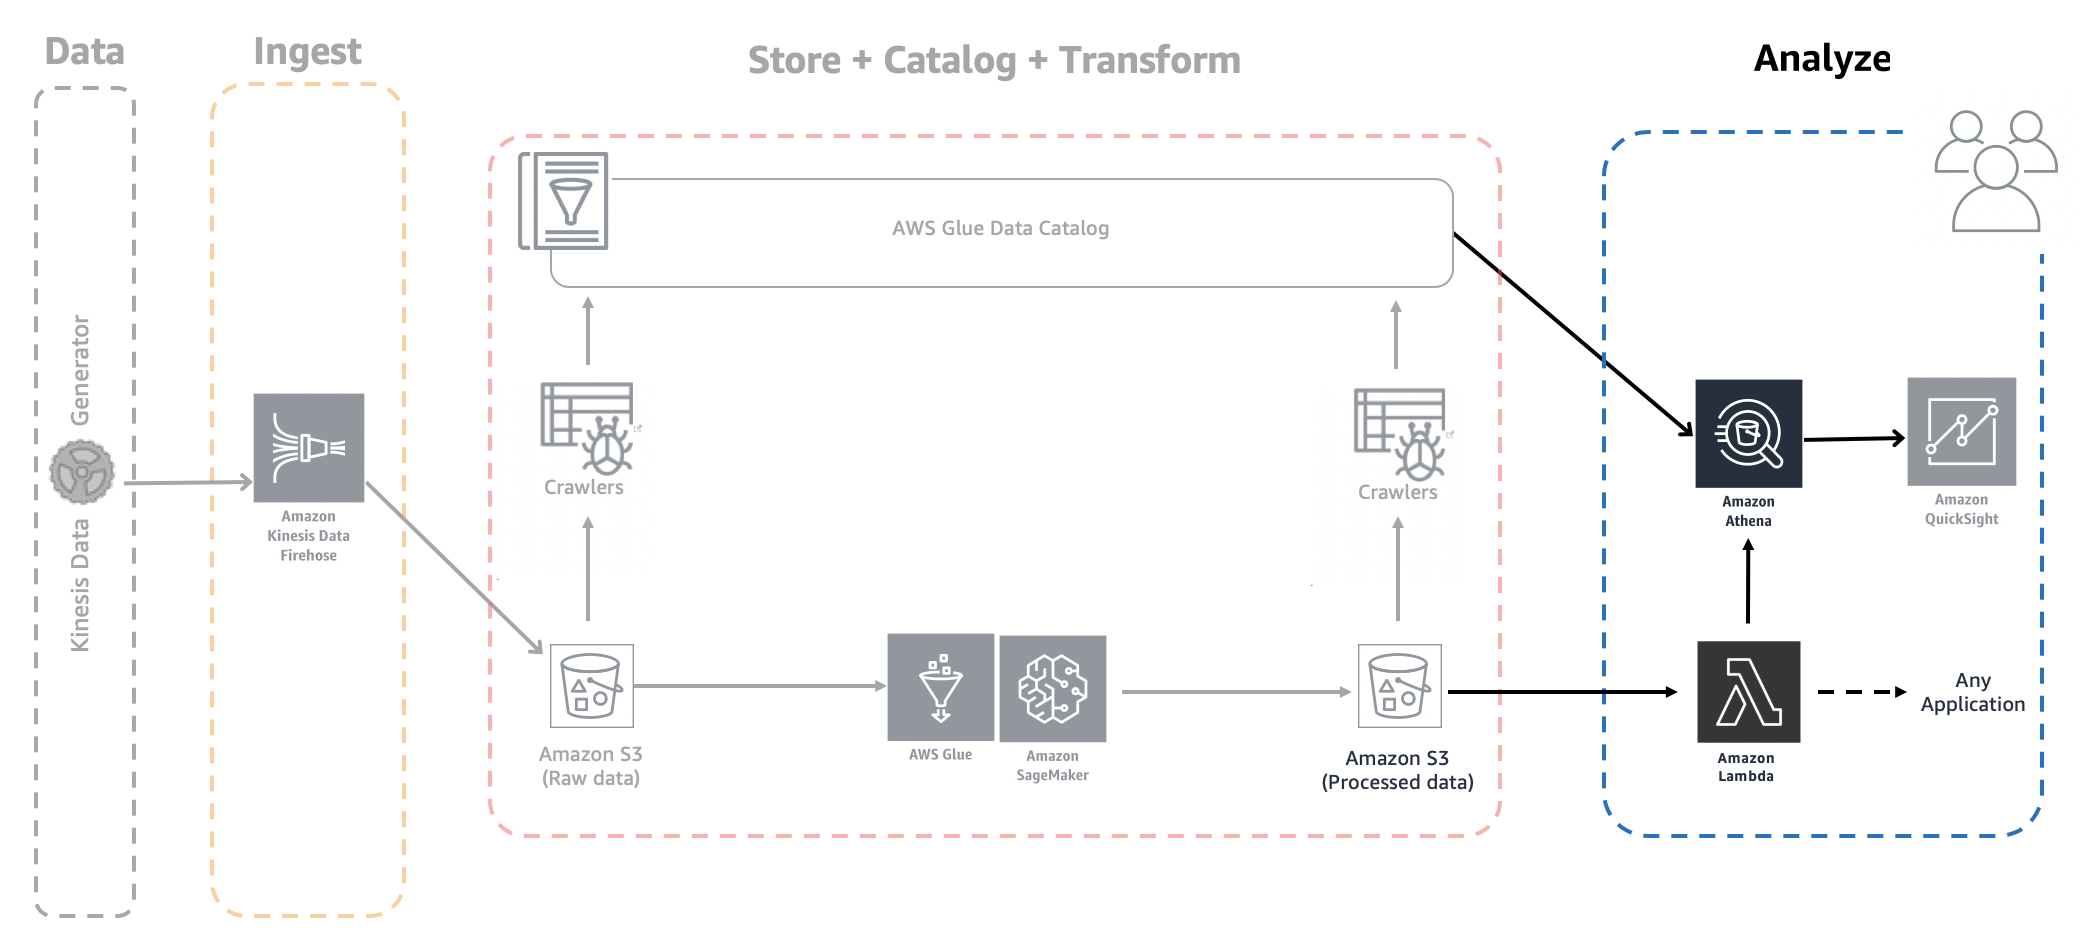 Data
Ingest
Store + Catalog + Transform
Analyze
Kinesis Data Generator
Amazon
Kinesis Data
Firehose
AWS Glue Data Catalog
Crawlers
Crawlers
Amazon S3
(Raw data)
AWS Glue
Amazon
SageMaker
Amazon S3
(Processed data)
Amazon
Athena
Amazon
QuickSight
Amazon
Lambda
Any
Application